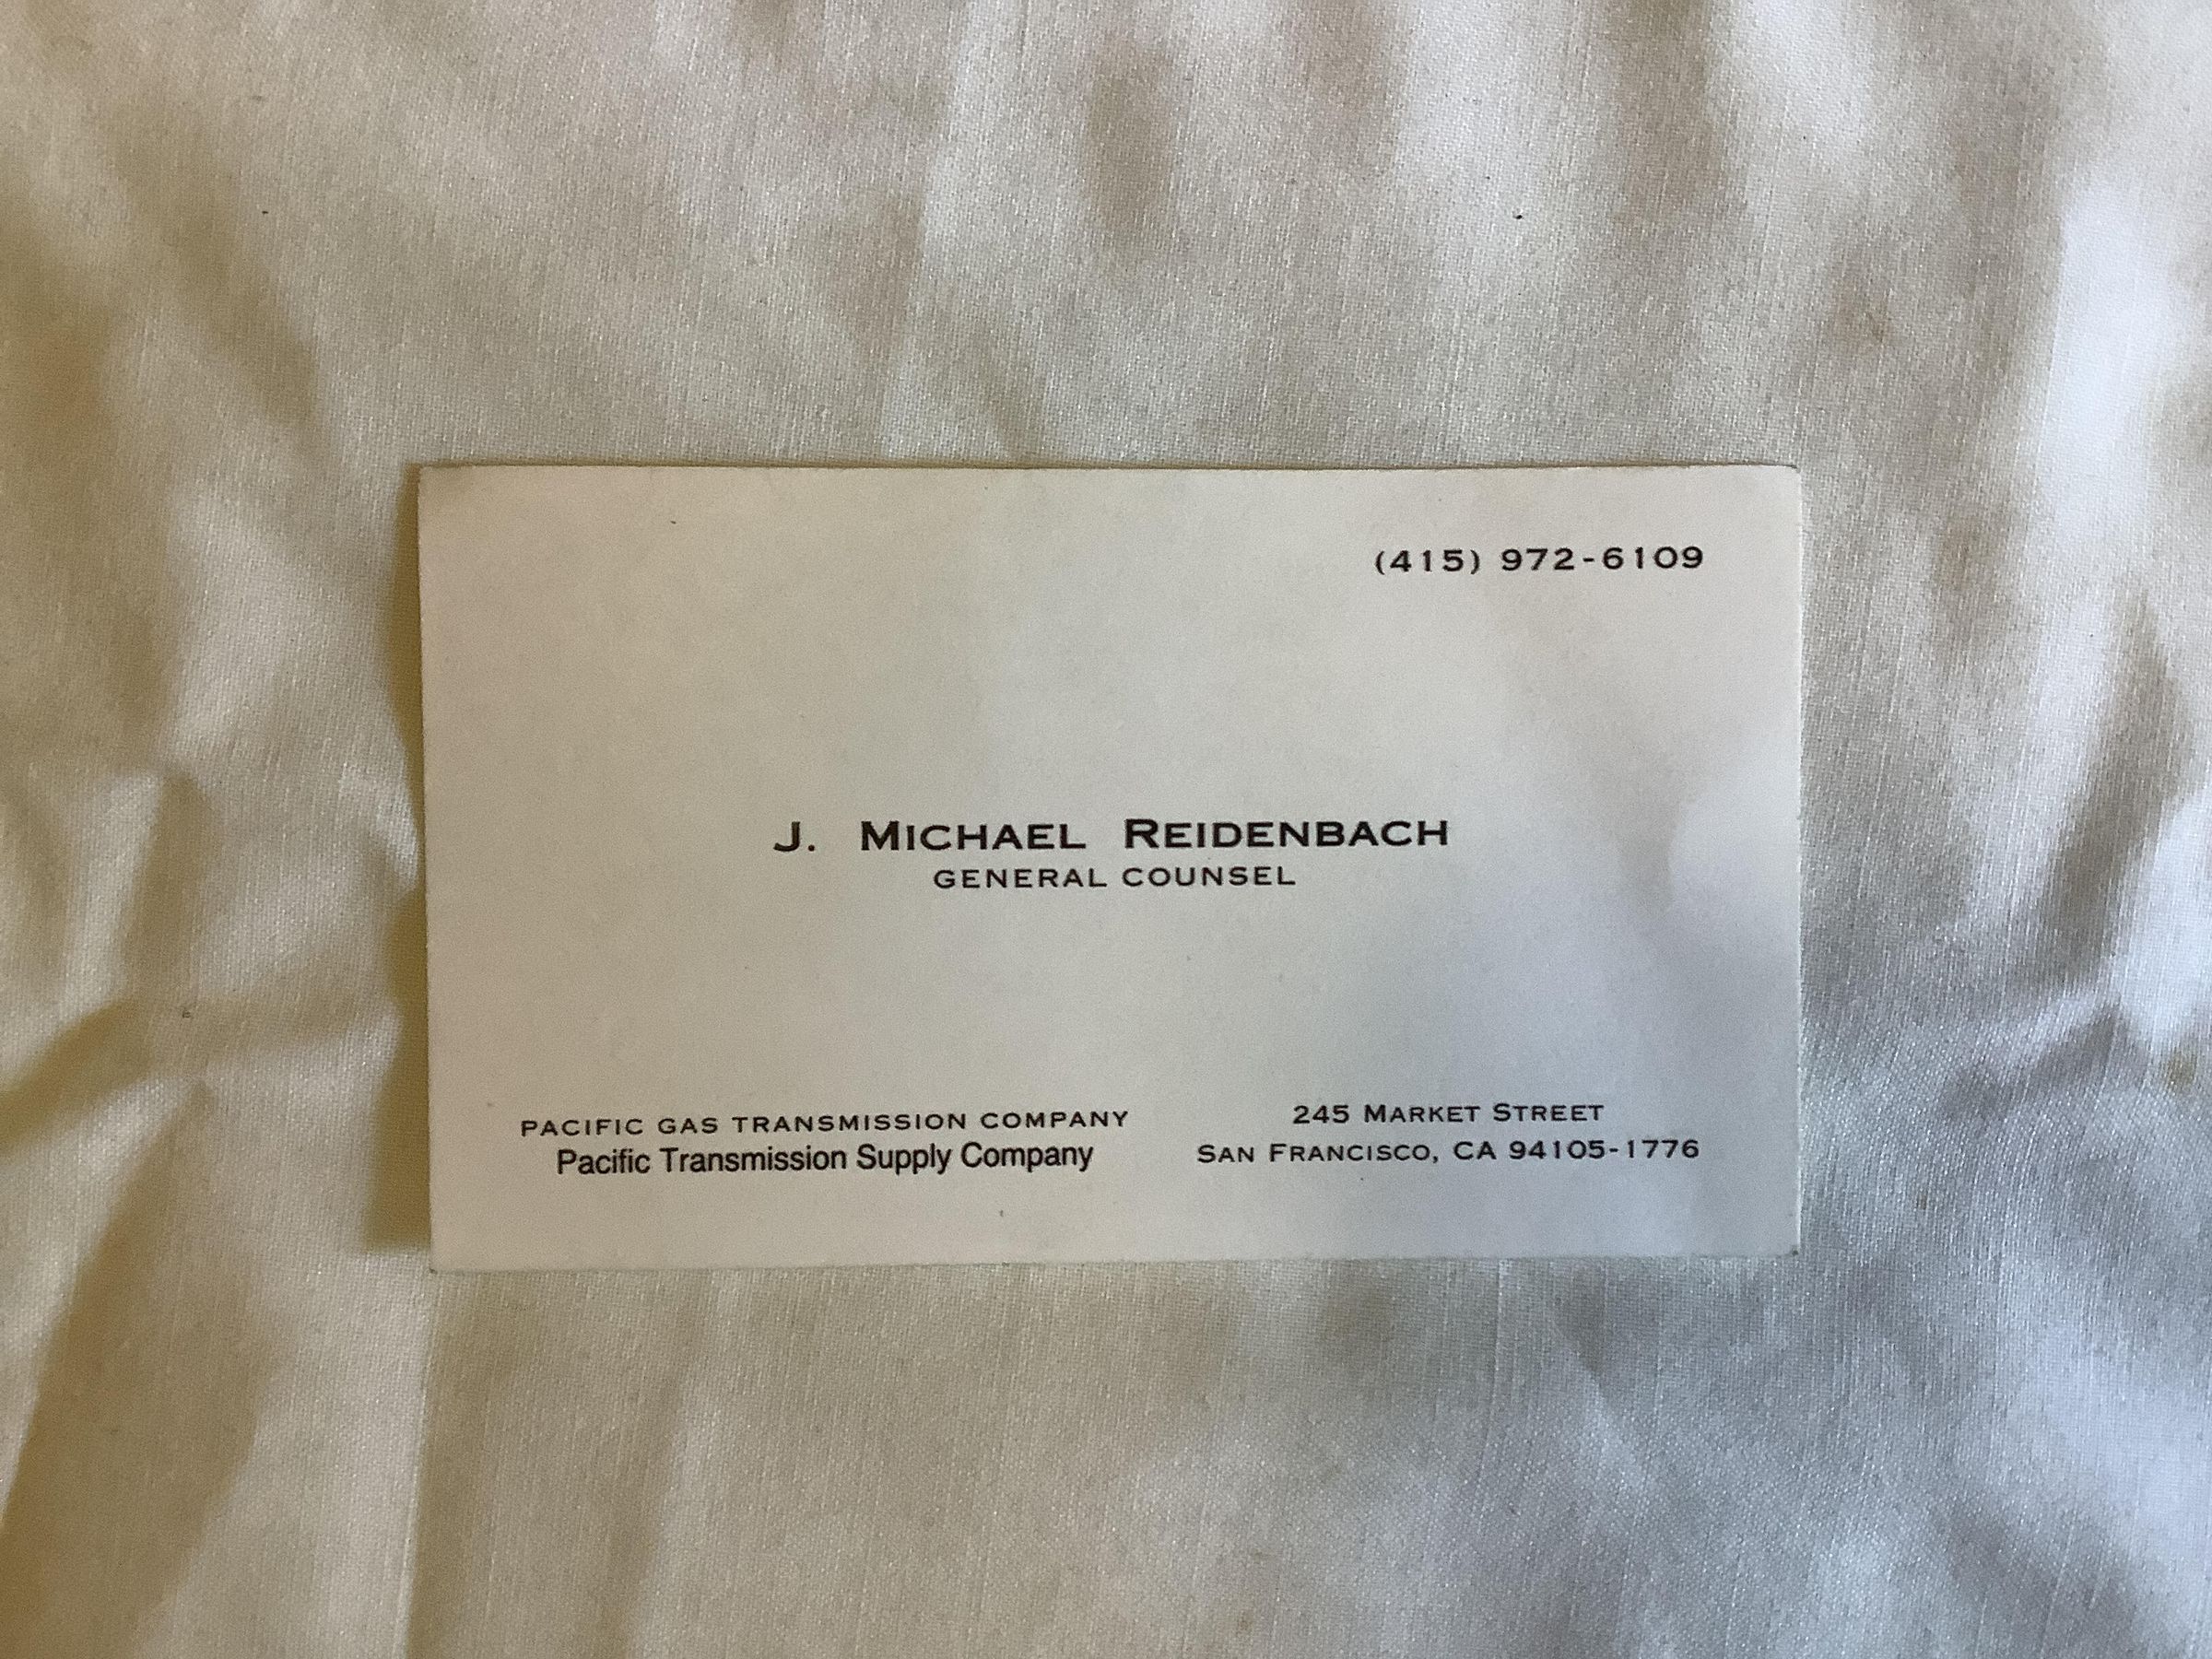 (415) 972-6109
J. MICHAEL REIDENBACH
GENERAL COUNSEL
PACIFIC GAS TRANSMISSION COMPANY
Pacific Transmission Supply Company
245 MARKET STREET
SAN FRANCISCO, CA 94105-1776